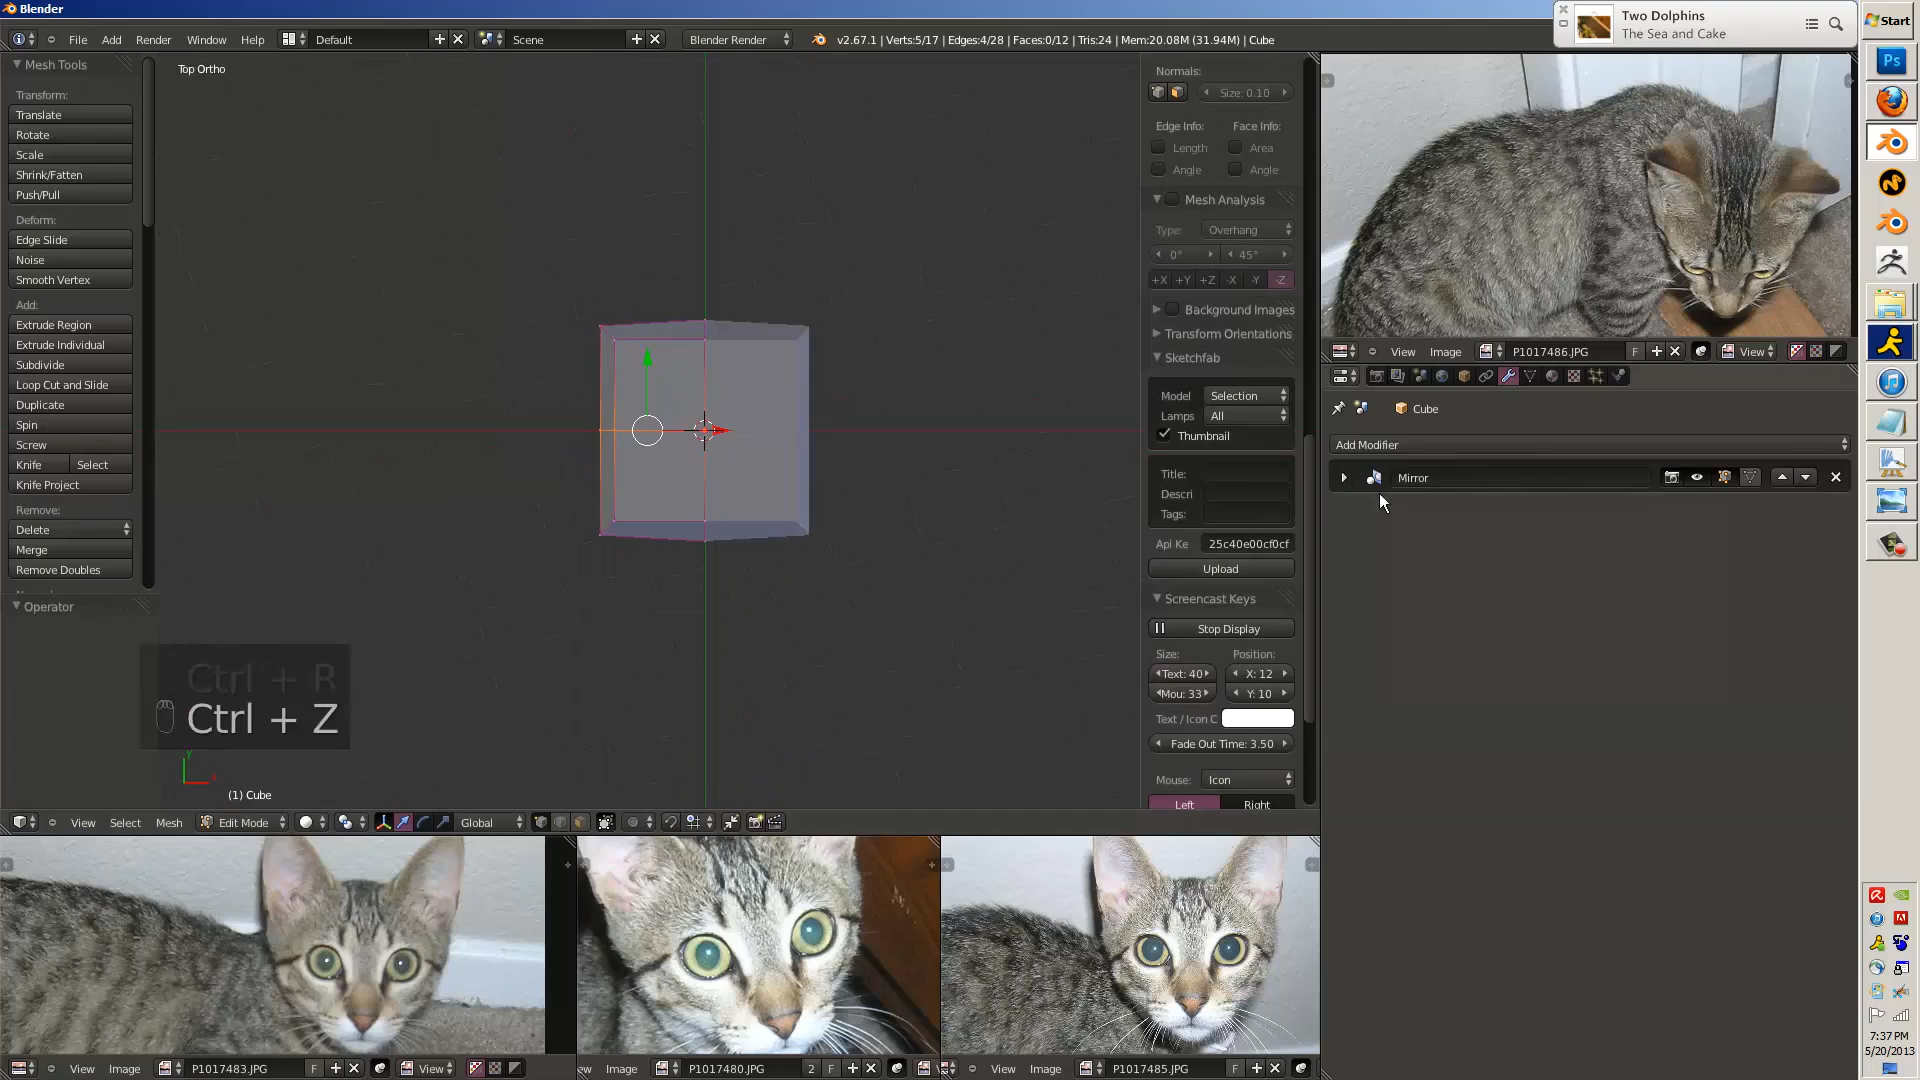 Blender
Two Dolphins
The Sea and Cake
Start
File Add Render Window Help Default Scene Blender Render v2.67.1 | Verts:5/17 | Edges:4/28 | Faces:0/12 | Tris:24 | Mem:20.08M (31.94M) | Cube
Mesh Tools
Top Ortho
Transform:
Translate
Rotate
Scale
Shrink/Fatten
Push/Pull
Deform:
Edge Slide
Noise
Smooth Vertex
Add:
Extrude Region
Extrude Individual
Subdivide
Loop Cut and Slide
Duplicate
Spin
Screw
Knife Select
Knife Project
Remove:
Delete
Merge
Remove Doubles
Operator
Ctrl + R
Ctrl + Z
y
(1) Cube
Normals:
Size: 0.10
Edge Info: Face Info:
Length Area
Angle Angle
Mesh Analysis
Type: Overhang
0° 45°
+X +Y +Z -X -Y -Z
Background Images
Transform Orientations
Sketchfab
Model Selection
Lamps All
Thumbnail
Title:
Descri
Tags:
Api Ke 25c40e00cf0cf
Upload
Screencast Keys
Stop Display
Size: Position:
Text: 40 X: 12
Mou: 33 Y: 10
Text / Icon C
Fade Out Time: 3.50
Mouse: Icon
Left Right
View Image P1017486.JPG F View
Cube
Add Modifier
Mirror
View Select Mesh Edit Mode Global
View Image P1017483.JPG F View
ew Image P1017480.JPG 2 F
View Image P1017485.JPG F
Ps
7:37 PM
5/20/2013